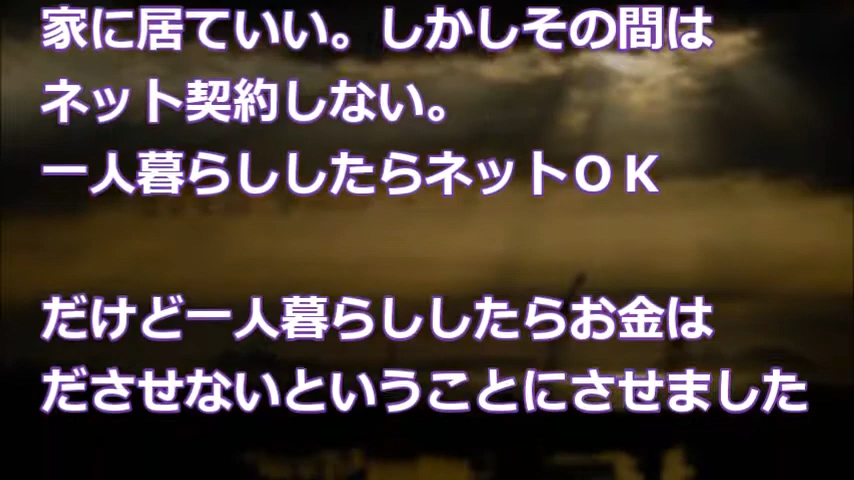 家に居ていい。しかしその間は
ネット契約しない。
一人暮らししたらネットＯＫ
だけど一人暮らししたらお金は
ださせないということにさせました